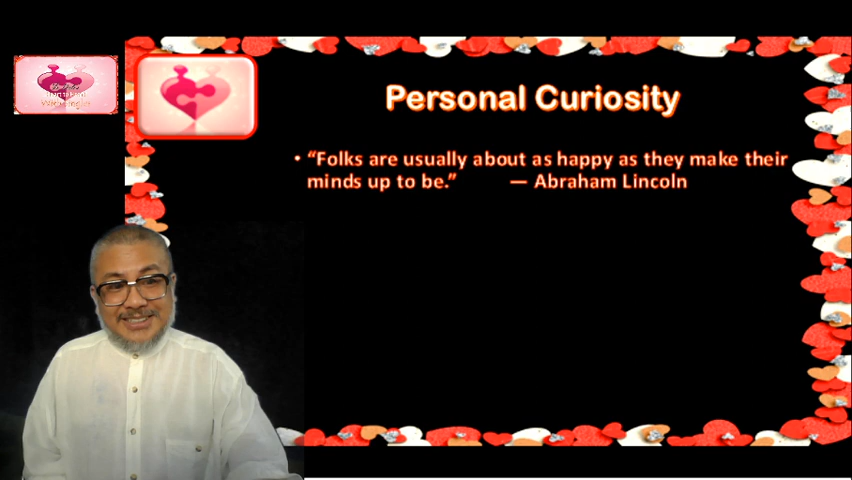 Personal Curiosity
• “Folks are usually about as happy as they make their
minds up to be.” — Abraham Lincoln